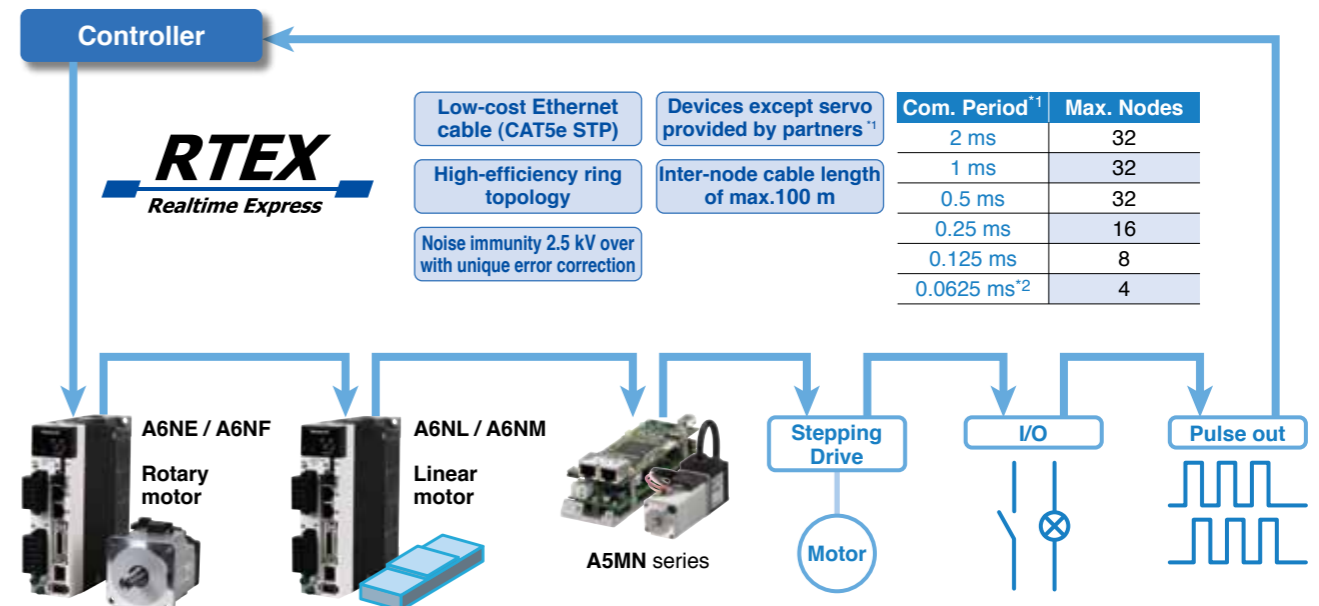 Controller
RTEX
Realtime Express
Low-cost Ethernet
cable (CAT5e STP)
High-efficiency ring
topology
Noise immunity 2.5 kV over
with unique error correction
Devices except servo
provided by partners *1
Inter-node cable length
of max.100 m
Com. Period*1 Max. Nodes
2 ms 32
1 ms 32
0.5 ms 32
0.25 ms 16
0.125 ms 8
0.0625 ms*2 4
A6NE / A6NF
Rotary
motor
A6NL / A6NM
Linear
motor
A5MN series
Stepping
Drive
Motor
I/O
Pulse out